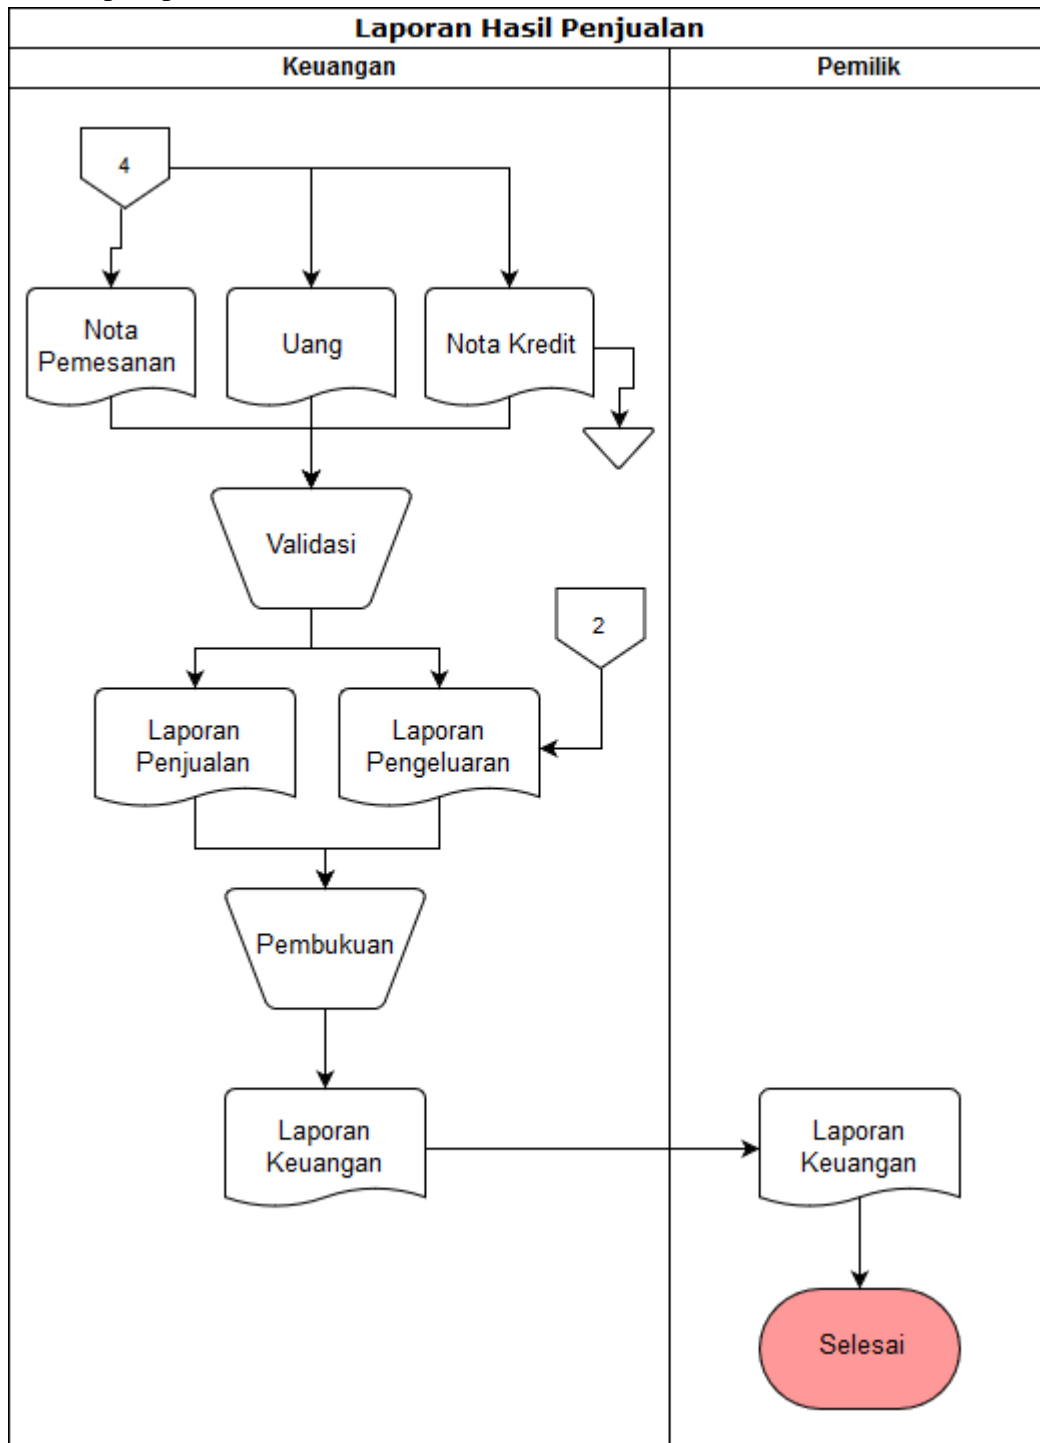 Laporan Hasil Penjualan
Keuangan
Pemilik
4
Nota
Pemesanan
Uang
Nota Kredit
Validasi
2
Laporan
Penjualan
Laporan
Pengeluaran
Pembukuan
Laporan
Keuangan
Laporan
Keuangan
Selesai